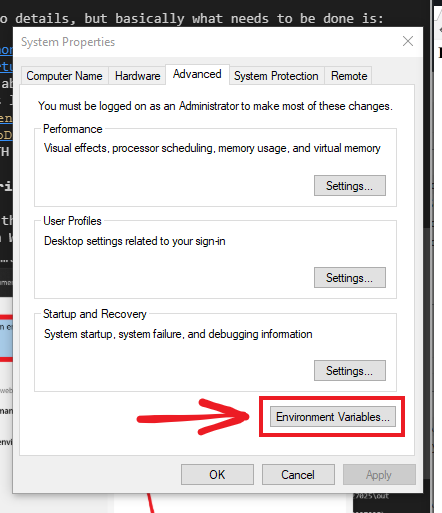 o details, but basically what needs to be done is:
System Properties
Computer Name
Hardware
Advanced
System Protection
Remote
You must be logged on as an Administrator to make most of these changes.
Performance
Visual effects, processor scheduling, memory usage, and virtual memory
Settings...
User Profiles
Desktop settings related to your sign-in
Settings...
Startup and Recovery
System startup, system failure, and debugging information
Settings...
Environment Variables...
OK
Cancel
Apply
7025\out